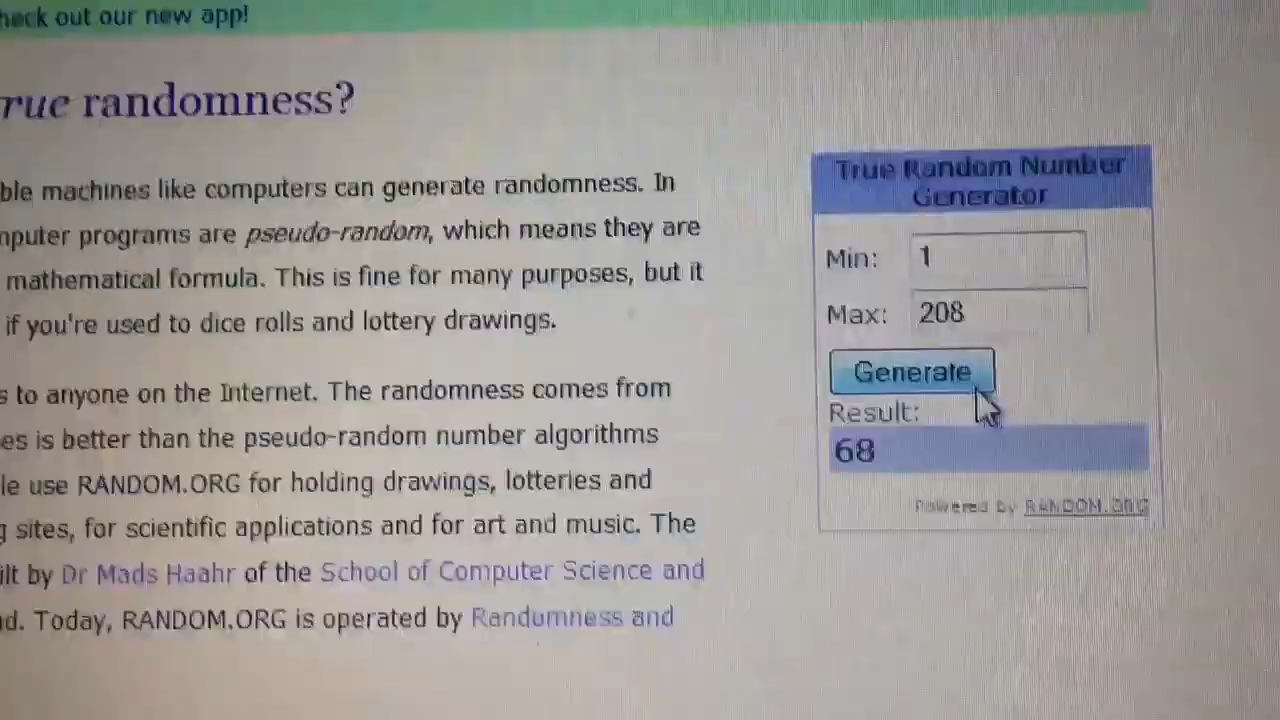 heck out our new app!
rue randomness?
ble machines like computers can generate randomness. In
nputer programs are pseudo-random, which means they are
mathematical formula. This is fine for many purposes, but it
if you're used to dice rolls and lottery drawings.
s to anyone on the Internet. The randomness comes from
es is better than the pseudo-random number algorithms
le use RANDOM.ORG for holding drawings, lotteries and
g sites, for scientific applications and for art and music. The
ilt by Dr Mads Haahr of the School of Computer Science and
nd. Today, RANDOM.ORG is operated by Randomness and
True Random Number
Generator
Min: 1
Max: 208
Generate
Result:
68
Powered by RANDOM.ORG